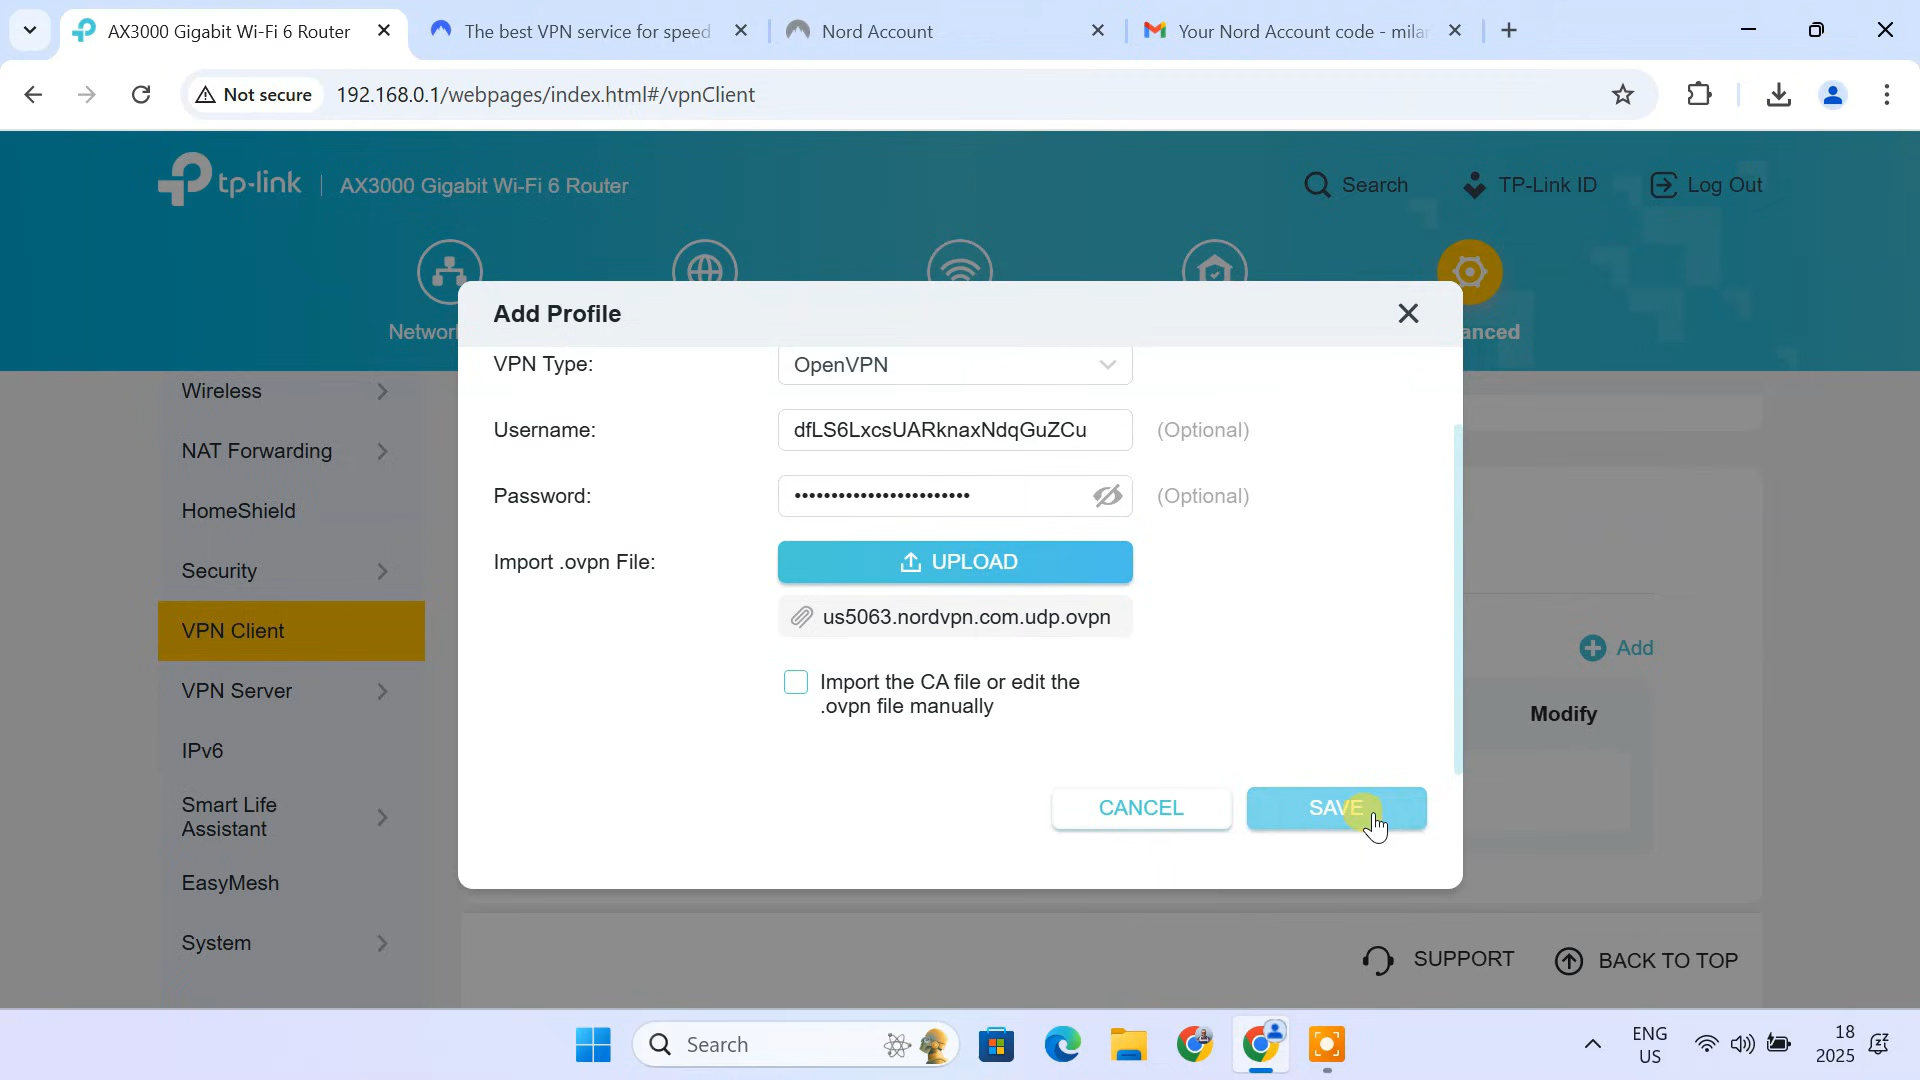 AX3000 Gigabit Wi-Fi 6 Router
The best VPN service for speed
Nord Account
Your Nord Account code - milar
Not secure
192.168.0.1/webpages/index.html#/vpnClient
tp-link | AX3000 Gigabit Wi-Fi 6 Router
Search
TP-Link ID
Log Out
Network
anced
Add Profile
VPN Type:
OpenVPN
Username:
dfLS6LxcsUARknaxNdqGuZCu
(Optional)
Password:
(Optional)
Import .ovpn File:
UPLOAD
us5063.nordvpn.com.udp.ovpn
Import the CA file or edit the
.ovpn file manually
CANCEL
SAVE
Wireless
NAT Forwarding
HomeShield
Security
VPN Client
VPN Server
IPv6
Smart Life
Assistant
EasyMesh
System
Add
Modify
SUPPORT
BACK TO TOP
Search
ENG
US
18
2025